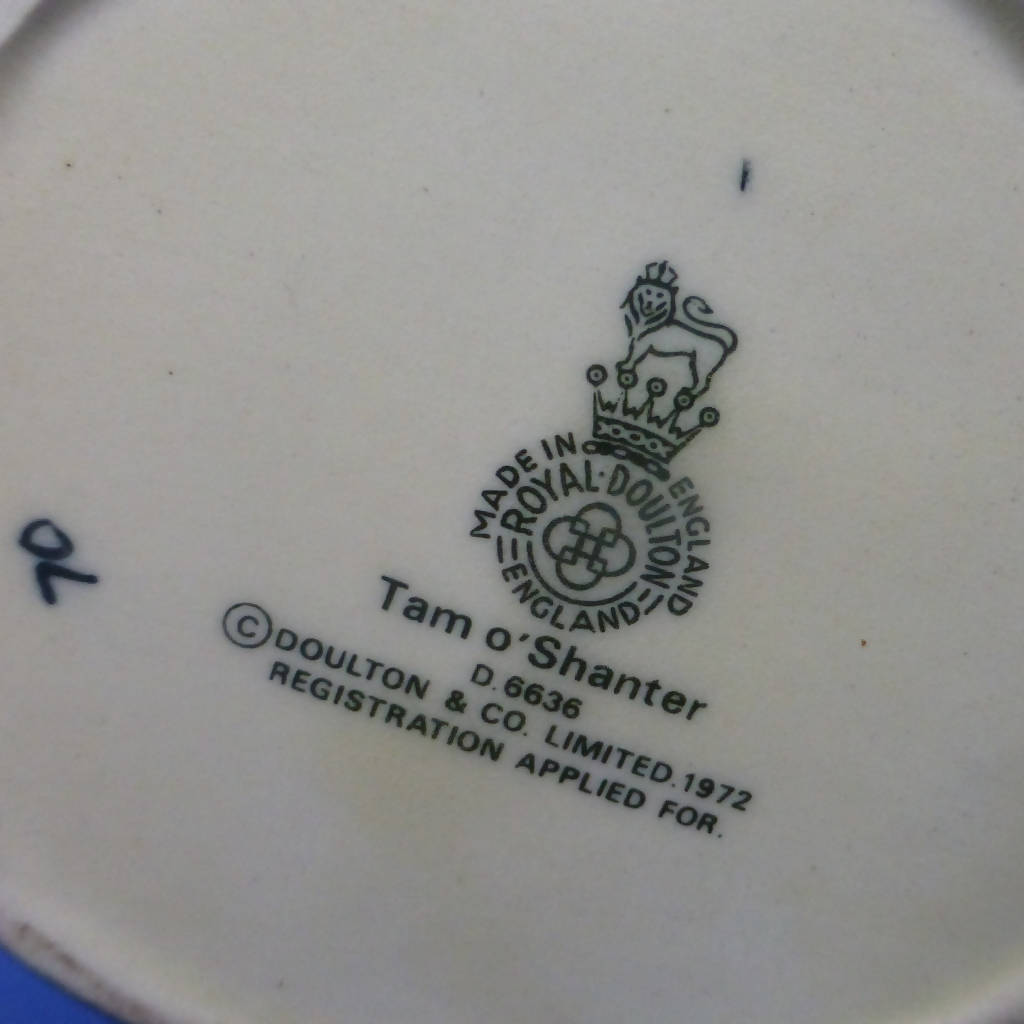 MADE IN ENGLAND
ROYAL·DOULTON
ENGLAND
Tam o'Shanter
D.6636
© DOULTON & CO. LIMITED.1972
REGISTRATION APPLIED FOR.